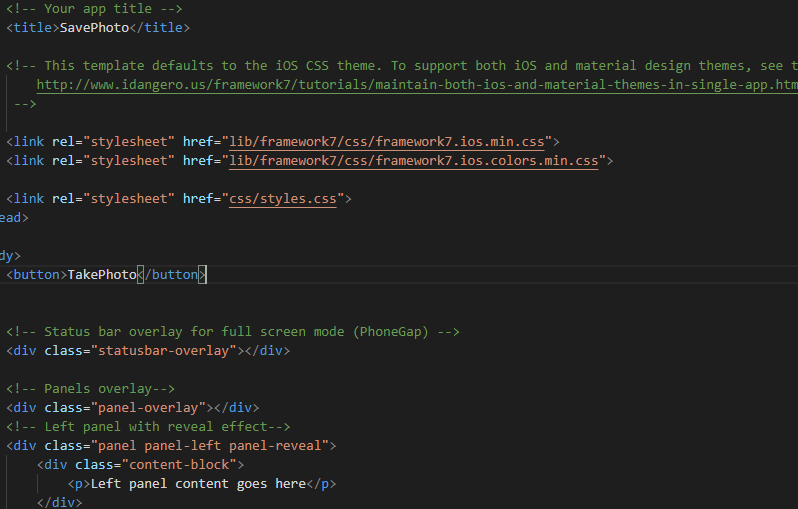 <!-- Your app title -->
<title>SavePhoto</title>
<!-- This template defaults to the iOS CSS theme. To support both iOS and material design themes, see t
http://www.idangero.us/framework7/tutorials/maintain-both-ios-and-material-themes-in-single-app.htm
-->
<link rel="stylesheet" href="lib/framework7/css/framework7.ios.min.css">
<link rel="stylesheet" href="lib/framework7/css/framework7.ios.colors.min.css">
<link rel="stylesheet" href="css/styles.css">
ead>
dy>
<button>TakePhoto</button>
<!-- Status bar overlay for full screen mode (PhoneGap) -->
<div class="statusbar-overlay"></div>
<!-- Panels overlay-->
<div class="panel-overlay"></div>
<!-- Left panel with reveal effect-->
<div class="panel panel-left panel-reveal">
<div class="content-block">
<p>Left panel content goes here</p>
</div>